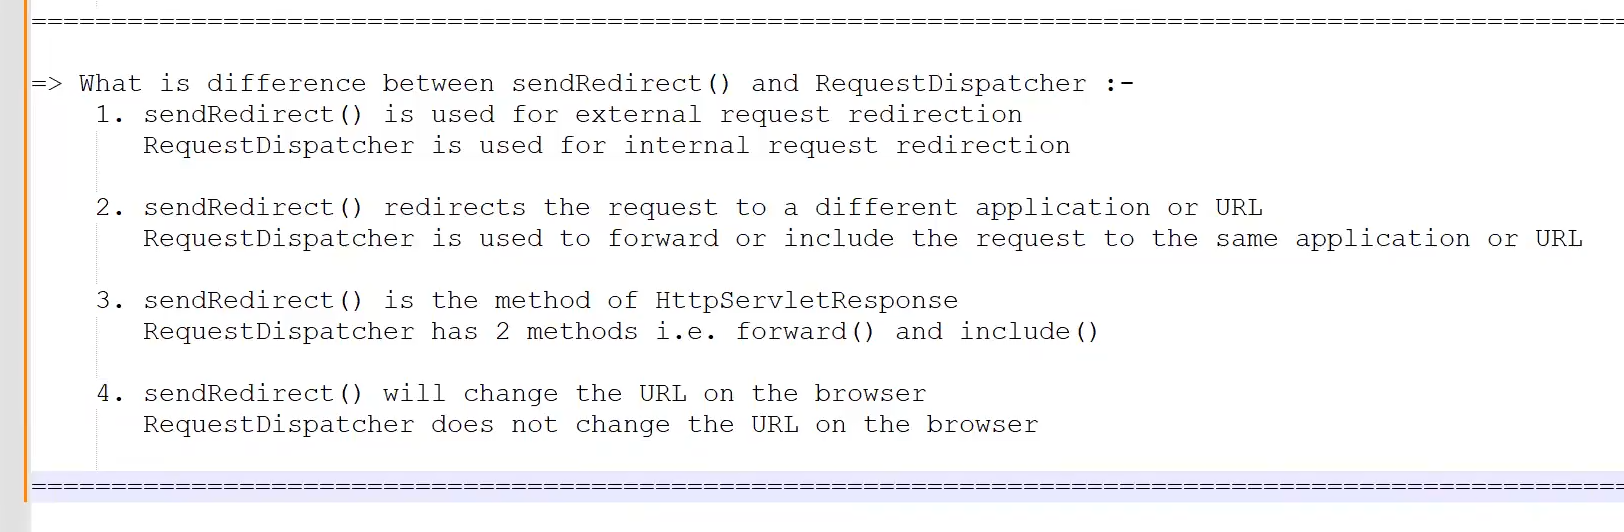 =====================================================================================================
=> What is difference between sendRedirect() and RequestDispatcher :-
1. sendRedirect() is used for external request redirection
RequestDispatcher is used for internal request redirection
2. sendRedirect() redirects the request to a different application or URL
RequestDispatcher is used to forward or include the request to the same application or URL
3. sendRedirect() is the method of HttpServletResponse
RequestDispatcher has 2 methods i.e. forward() and include()
4. sendRedirect() will change the URL on the browser
RequestDispatcher does not change the URL on the browser
=====================================================================================================